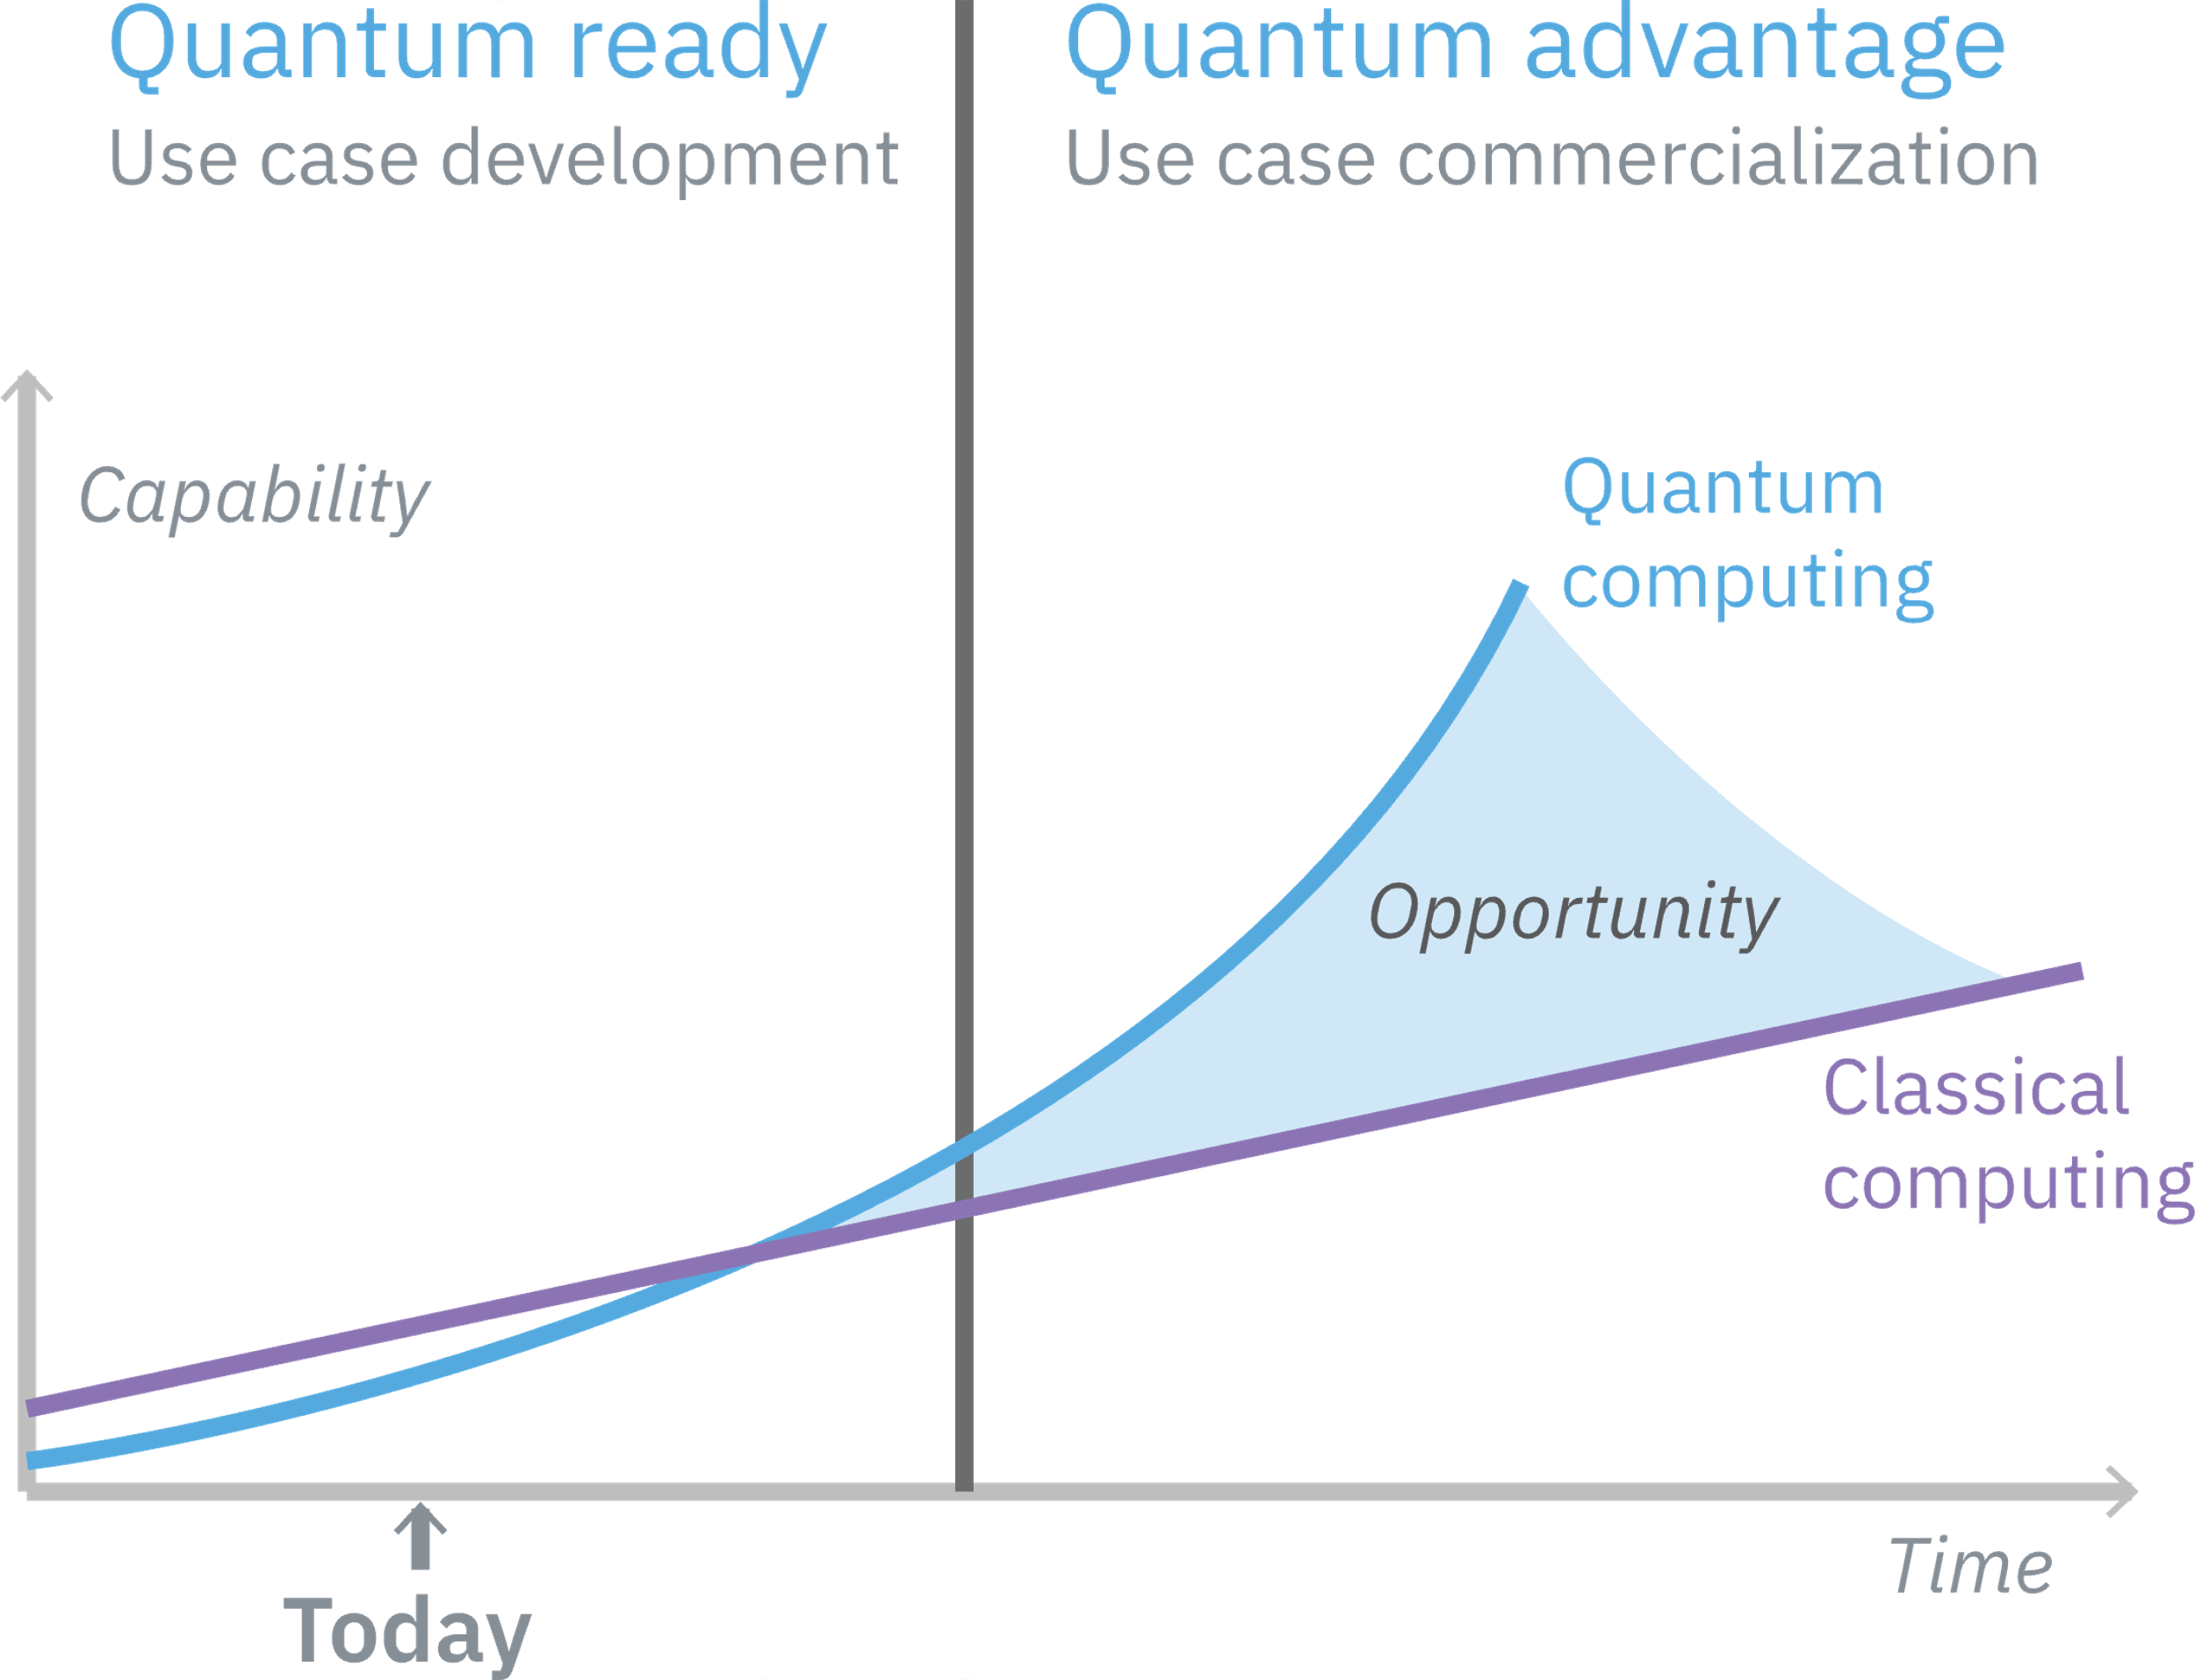 Quantum ready
Use case development
Quantum advantage
Use case commercialization
Capability
Quantum
computing
Opportunity
Classical
computing
Time
Today